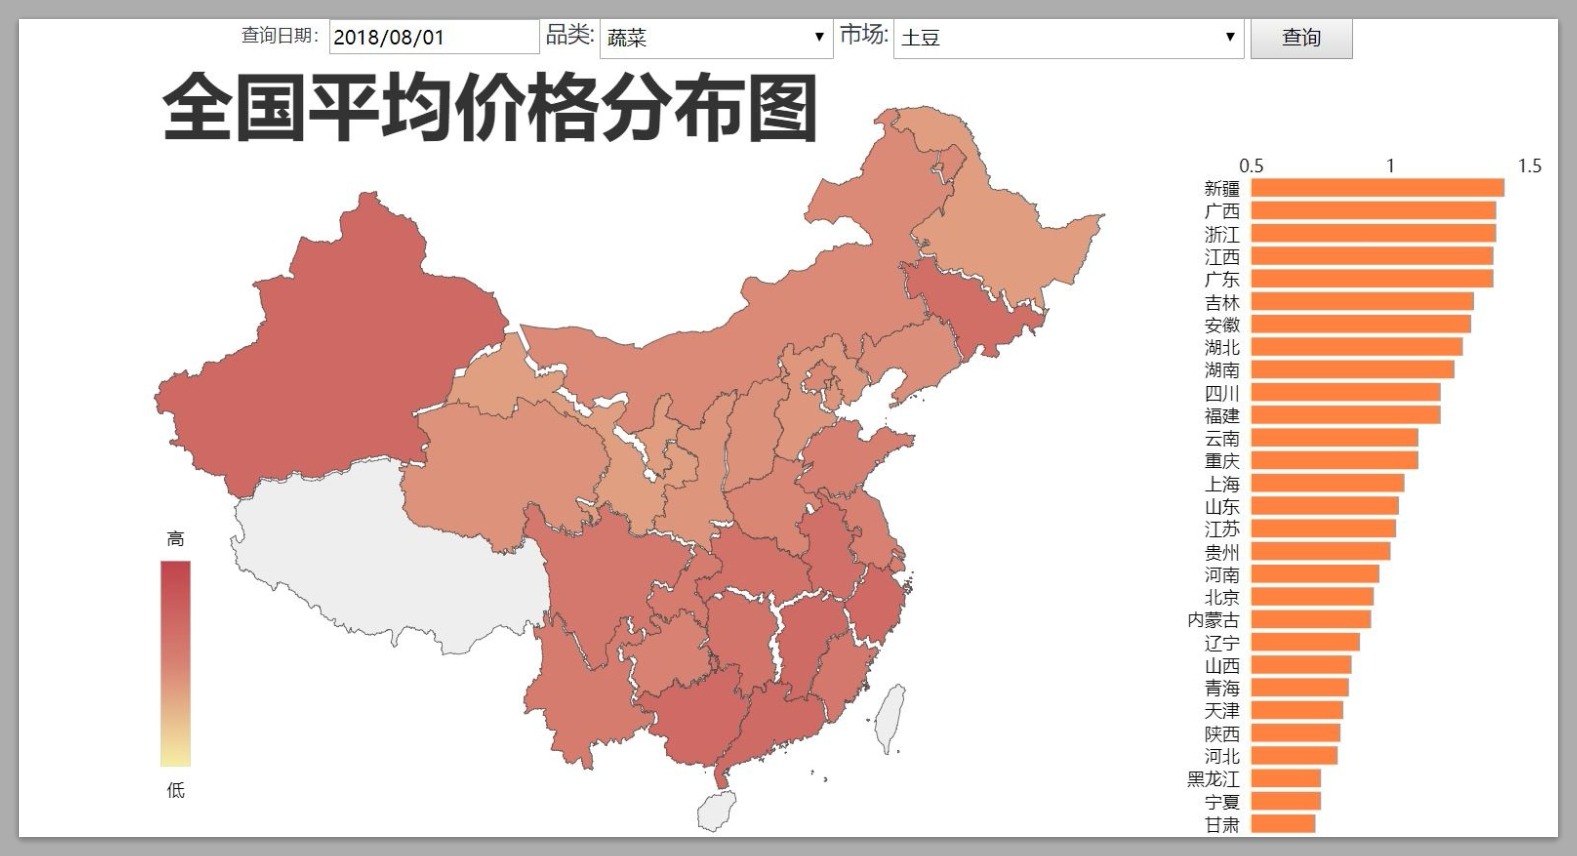 查询日期: 2018/08/01 品类: 蔬菜 ▼ 市场: 土豆 ▼ 查询
全国平均价格分布图
0.5 1 1.5
新疆
广西
浙江
江西
广东
吉林
安徽
湖北
湖南
四川
福建
云南
重庆
上海
山东
江苏
贵州
河南
北京
内蒙古
辽宁
山西
青海
天津
陕西
河北
黑龙江
宁夏
甘肃
高
低